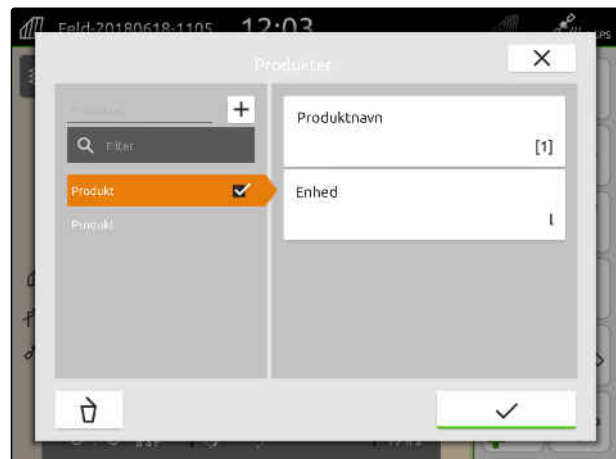 Feld-20180618-1105 12:03
Produkter
Produktnavn
[1]
Filter
Produkt
Enhed
l
Produkt